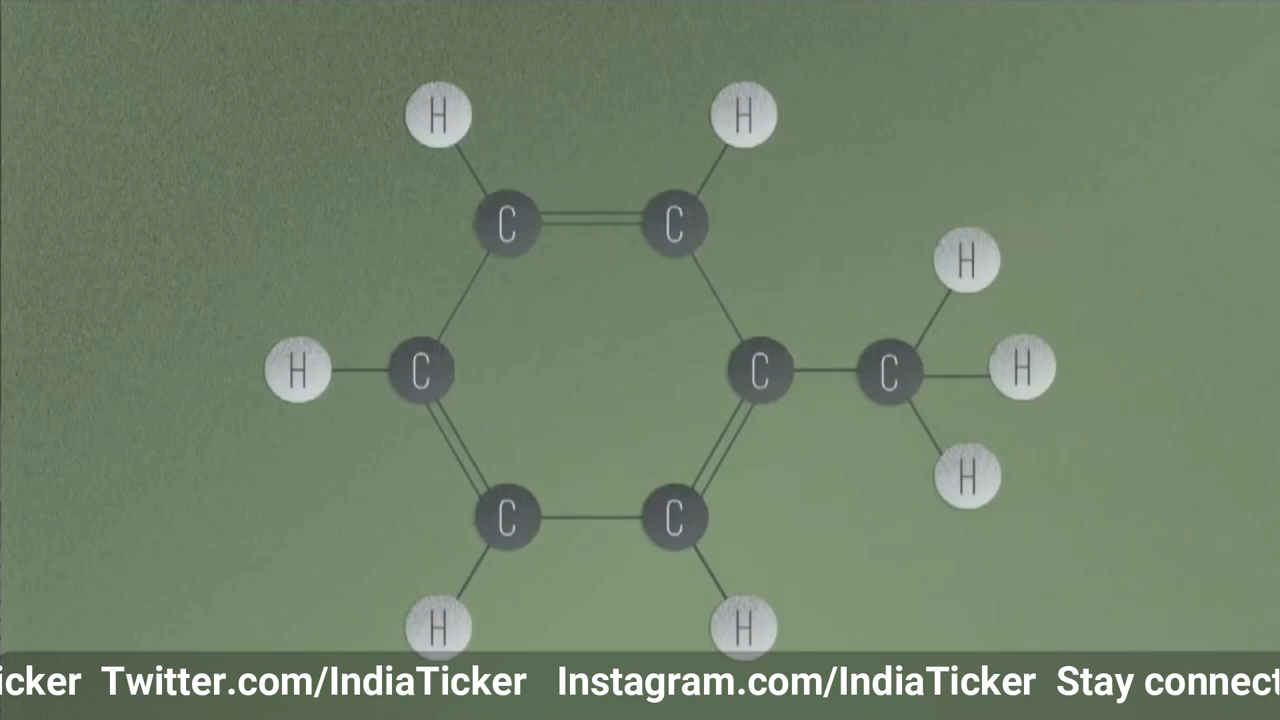 H H
C C
H
H C C C H
H
C C
H H
icker Twitter.com/IndiaTicker Instagram.com/IndiaTicker Stay connect